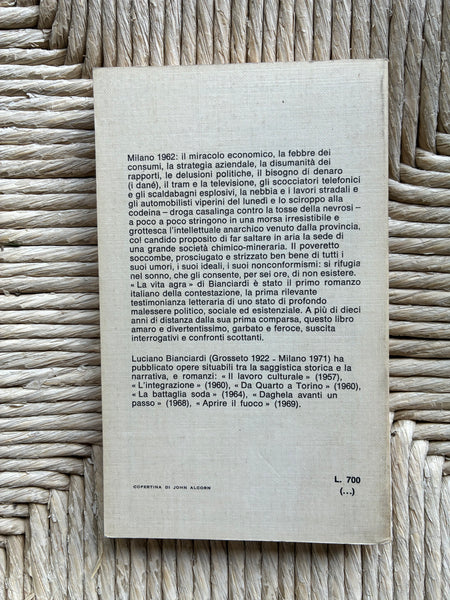 Milano 1962: il miracolo economico, la febbre dei
consumi, la strategia aziendale, la disumanità dei
rapporti, le delusioni politiche, il bisogno di denaro
(i dané), il tram e la televisione, gli scocciatori telefonici
e gli scaldabagni esplosivi, la nebbia e i lavori stradali e
gli automobilisti viperini del lunedì e lo sciroppo alla
codeina – droga casalinga contro la tosse della nevrosi –
a poco a poco stringono in una morsa irresistibile e
grottesca l'intellettuale anarchico venuto dalla provincia,
col candido proposito di far saltare in aria la sede di
una grande società chimico-mineraria. Il poveretto
soccombe, prosciugato e strizzato ben bene di tutti i
suoi umori, i suoi ideali, i suoi nonconformismi: si rifugia
nel sonno, che gli consente, per sei ore, di non esistere.
« La vita agra » di Bianciardi è stato il primo romanzo
italiano della contestazione, la prima rilevante
testimonianza letteraria di uno stato di profondo
malessere politico, sociale ed esistenziale. A più di dieci
anni di distanza dalla sua prima comparsa, questo libro
amaro e divertentissimo, garbato e feroce, suscita
interrogativi e confronti scottanti.
Luciano Bianciardi (Grosseto 1922 - Milano 1971) ha
pubblicato opere situabili tra la saggistica storica e la
narrativa, e romanzi: « Il lavoro culturale » (1957),
« L'integrazione » (1960), « Da Quarto a Torino » (1960),
« La battaglia soda » (1964), « Daghela avanti un
passo » (1968), « Aprire il fuoco » (1969).
COPERTINA DI JOHN ALCORN
L. 700
(...)